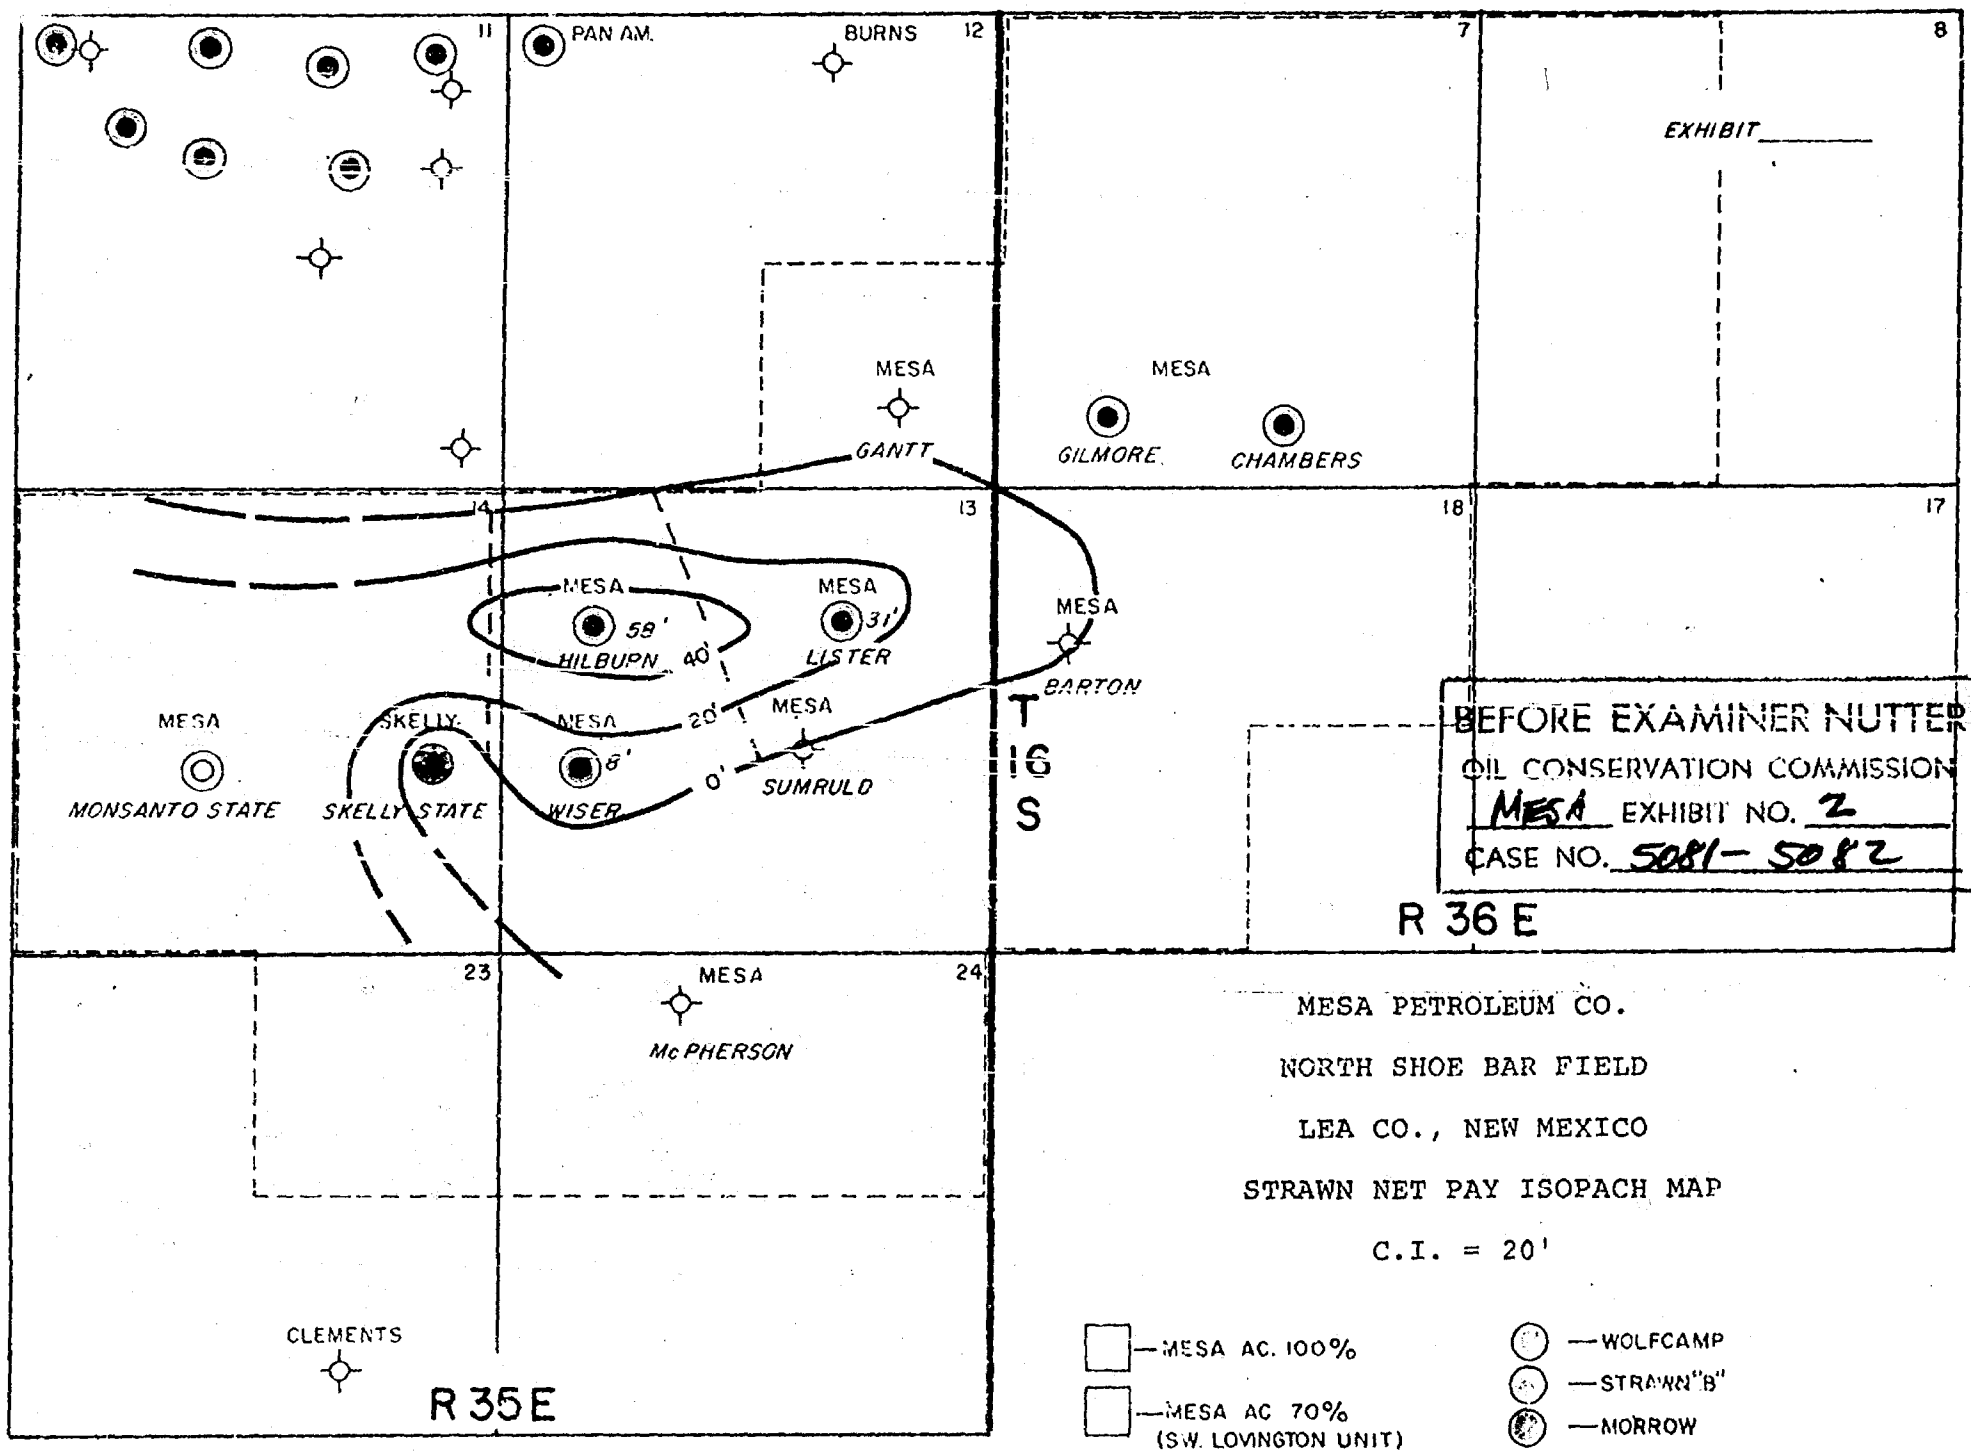 11
PAN AM.
BURNS
12
7
8
EXHIBIT
MESA
GANTT
MESA
GILMORE
CHAMBERS
14
13
18
17
MESA
58'
HILBURN
40'
MESA
31'
LISTER
MESA
BARTON
MESA
MONSANTO STATE
SKELLY
SKELLY STATE
MESA
8'
WISER
20'
0'
MESA
SUMRULD
T
16
S
BEFORE EXAMINER NUTTER
OIL CONSERVATION COMMISSION
MESA EXHIBIT NO. 2
CASE NO. 5081-5082
R 36 E
23
24
MESA
McPHERSON
CLEMENTS
R 35 E
MESA PETROLEUM CO.
NORTH SHOE BAR FIELD
LEA CO., NEW MEXICO
STRAWN NET PAY ISOPACH MAP
C.I. = 20'
—MESA AC. 100%
—MESA AC 70%
(SW. LOVINGTON UNIT)
—WOLFCAMP
—STRAWN "B"
—MORROW